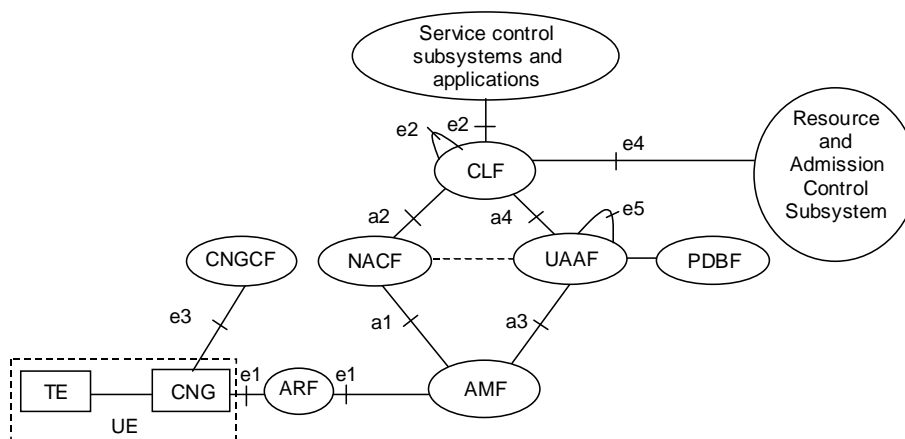 Service control
subsystems and
applications
e2
e2
e4
Resource
and
Admission
Control
Subsystem
CLF
a2
a4
e5
CNGCF
NACF
UAAF
PDBF
e3
a1
a3
TE
CNG
e1
ARF
e1
AMF
UE